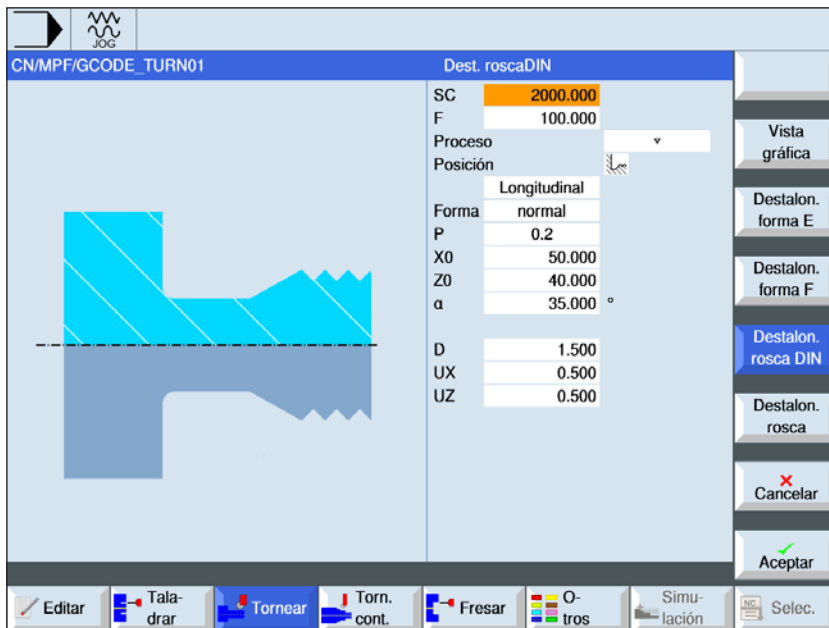 JOG
CN/MPF/GCODE_TURN01
Dest. roscaDIN
SC 2000.000
F 100.000
Proceso
Posición
Longitudinal
Forma normal
P 0.2
X0 50.000
Z0 40.000
α 35.000 °
D 1.500
UX 0.500
UZ 0.500
Vista
gráfica
Destalon.
forma E
Destalon.
forma F
Destalon.
rosca DIN
Destalon.
rosca
Cancelar
Aceptar
Editar
Tala-
drar
Tornear
Torn.
cont.
Fresar
O-
tros
Simu-
lación
NC
Selec.